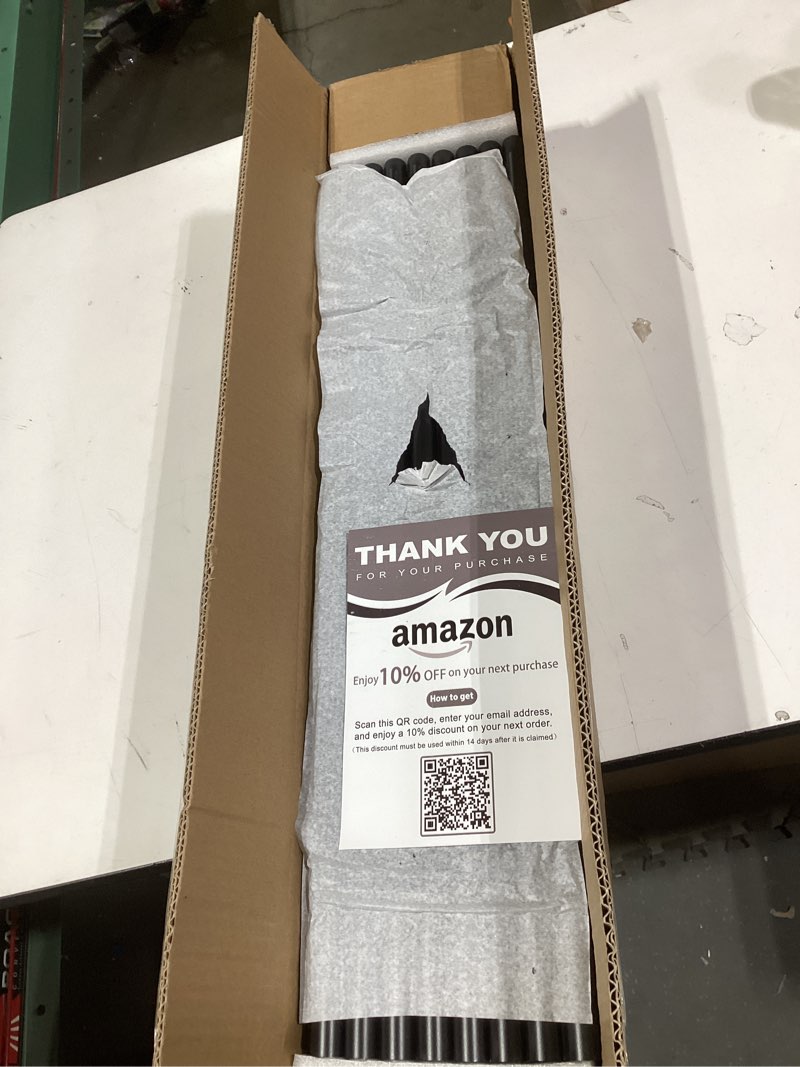 THANK YOU
FOR YOUR PURCHASE
amazon
Enjoy 10% OFF on your next purchase
How to get
Scan this QR code, enter your email address,
and enjoy a 10% discount on your next order.
(This discount must be used within 14 days after it is claimed)